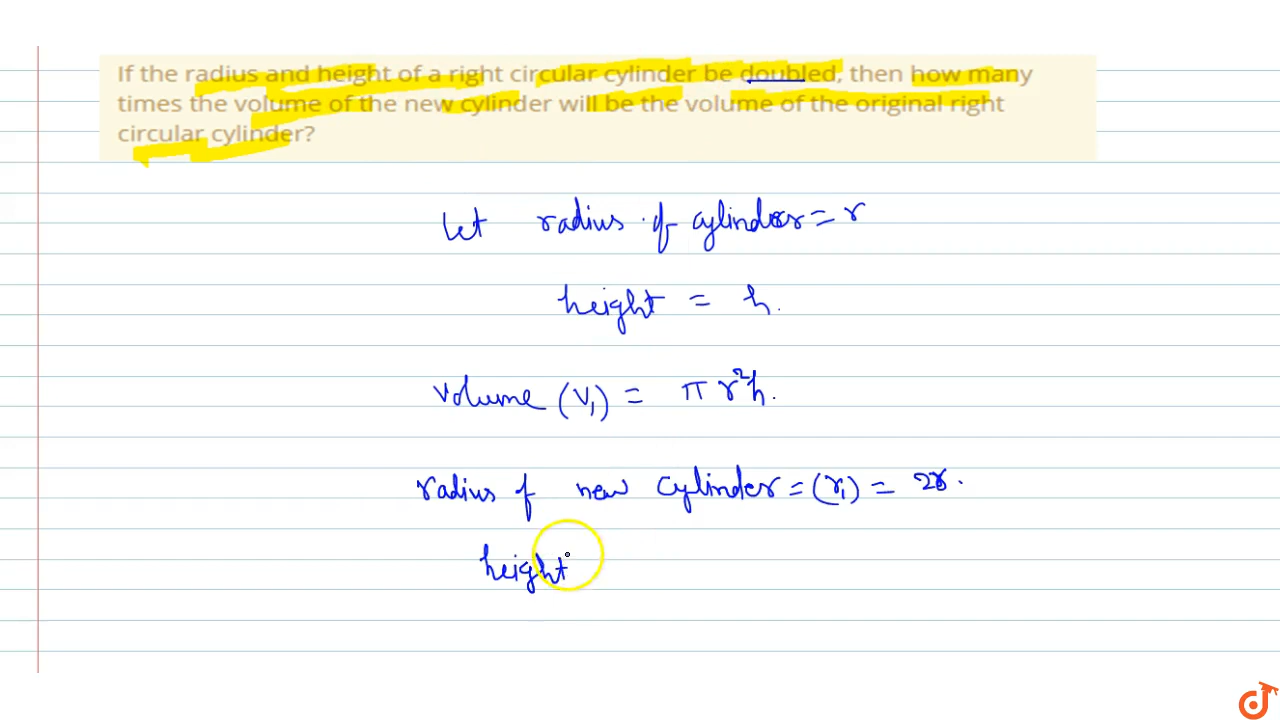 If the radius and height of a right circular cylinder be doubled, then how many
times the volume of the new cylinder will be the volume of the original right
circular cylinder?
Let radius of cylinder = r
height = h.
Volume (V₁) = π r²h.
radius of new cylinder = (r₁) = 2r.
height